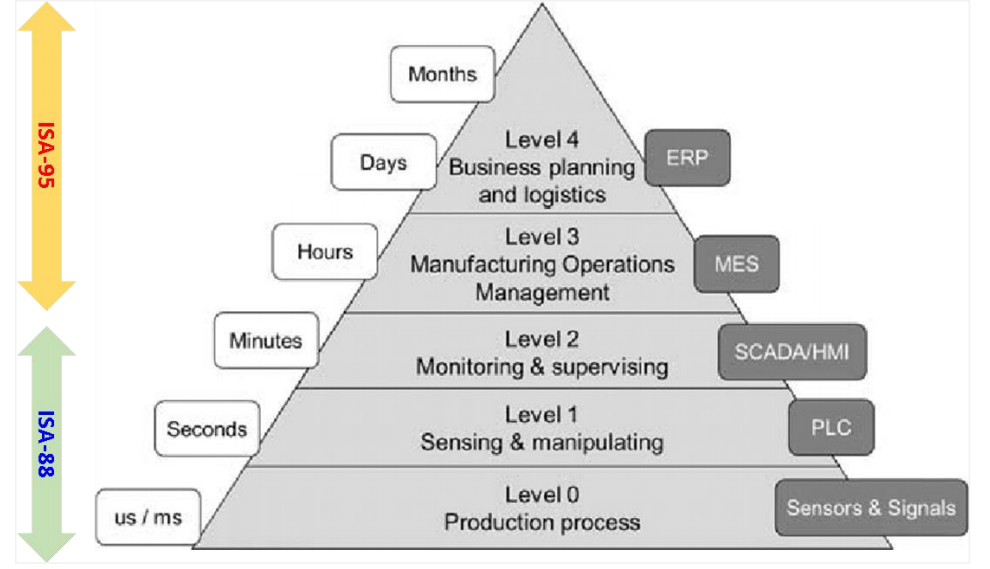 ISA-95
ISA-88
Months
Days
Hours
Minutes
Seconds
us / ms
Level 4
Business planning
and logistics
Level 3
Manufacturing Operations
Management
Level 2
Monitoring & supervising
Level 1
Sensing & manipulating
Level 0
Production process
ERP
MES
SCADA/HMI
PLC
Sensors & Signals